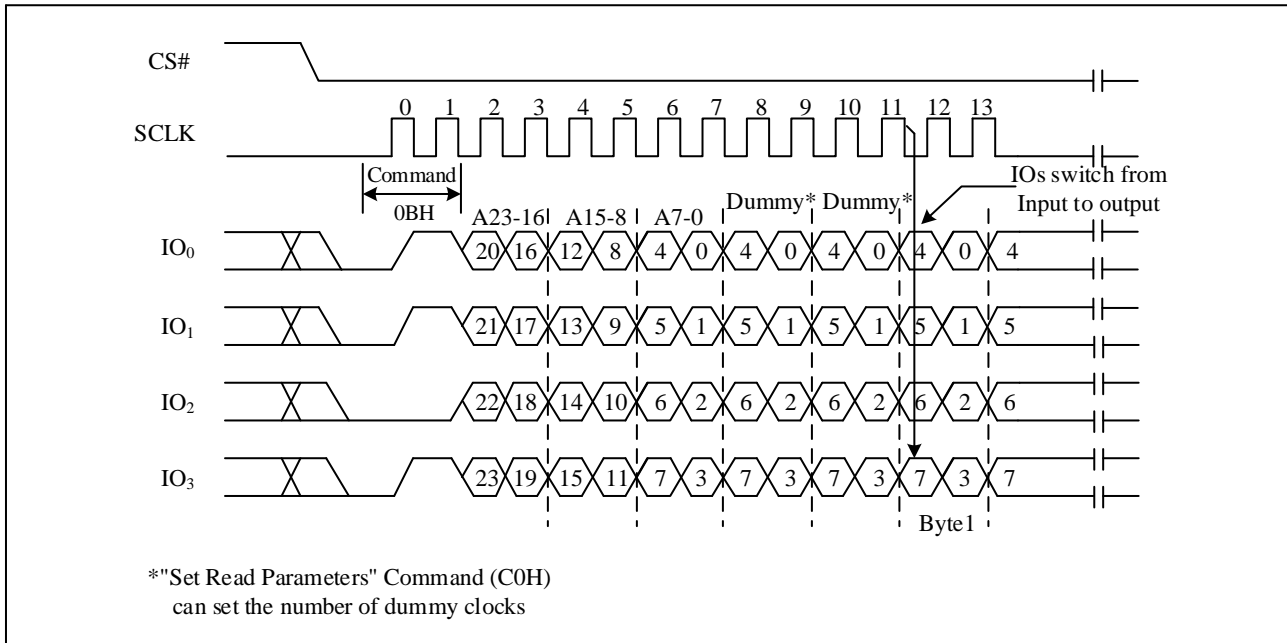 CS#
0 1 2 3 4 5 6 7 8 9 10 11 12 13
SCLK
Command
0BH
IOs switch from
Input to output
A23-16 A15-8 A7-0 Dummy* Dummy*
IO0 20 16 12 8 4 0 4 0 4 0 4 0 4
IO1 21 17 13 9 5 1 5 1 5 1 5 1 5
IO2 22 18 14 10 6 2 6 2 6 2 6 2 6
IO3 23 19 15 11 7 3 7 3 7 3 7 3 7
Byte1
*"Set Read Parameters" Command (C0H)
can set the number of dummy clocks